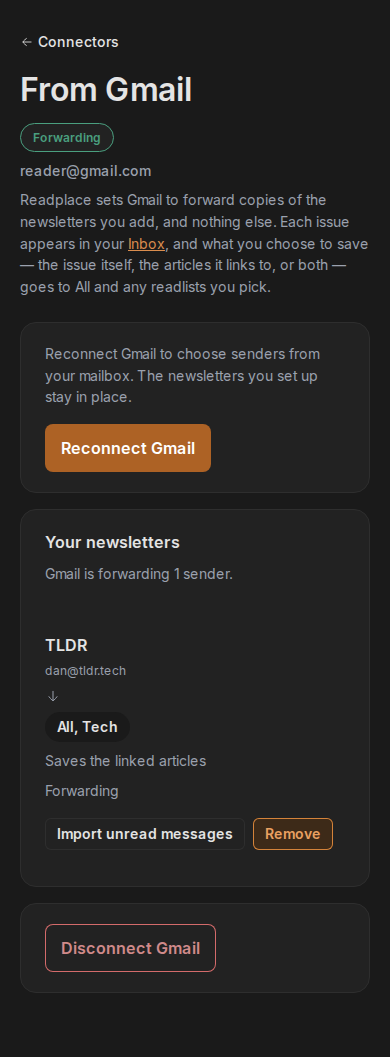 ← Connectors
From Gmail
Forwarding
reader@gmail.com
Readplace sets Gmail to forward copies of the
newsletters you add, and nothing else. Each issue
appears in your Inbox, and what you choose to save
— the issue itself, the articles it links to, or both —
goes to All and any readlists you pick.
Reconnect Gmail to choose senders from
your mailbox. The newsletters you set up
stay in place.
Reconnect Gmail
Your newsletters
Gmail is forwarding 1 sender.
TLDR
dan@tldr.tech
↓
All, Tech
Saves the linked articles
Forwarding
Import unread messages
Remove
Disconnect Gmail